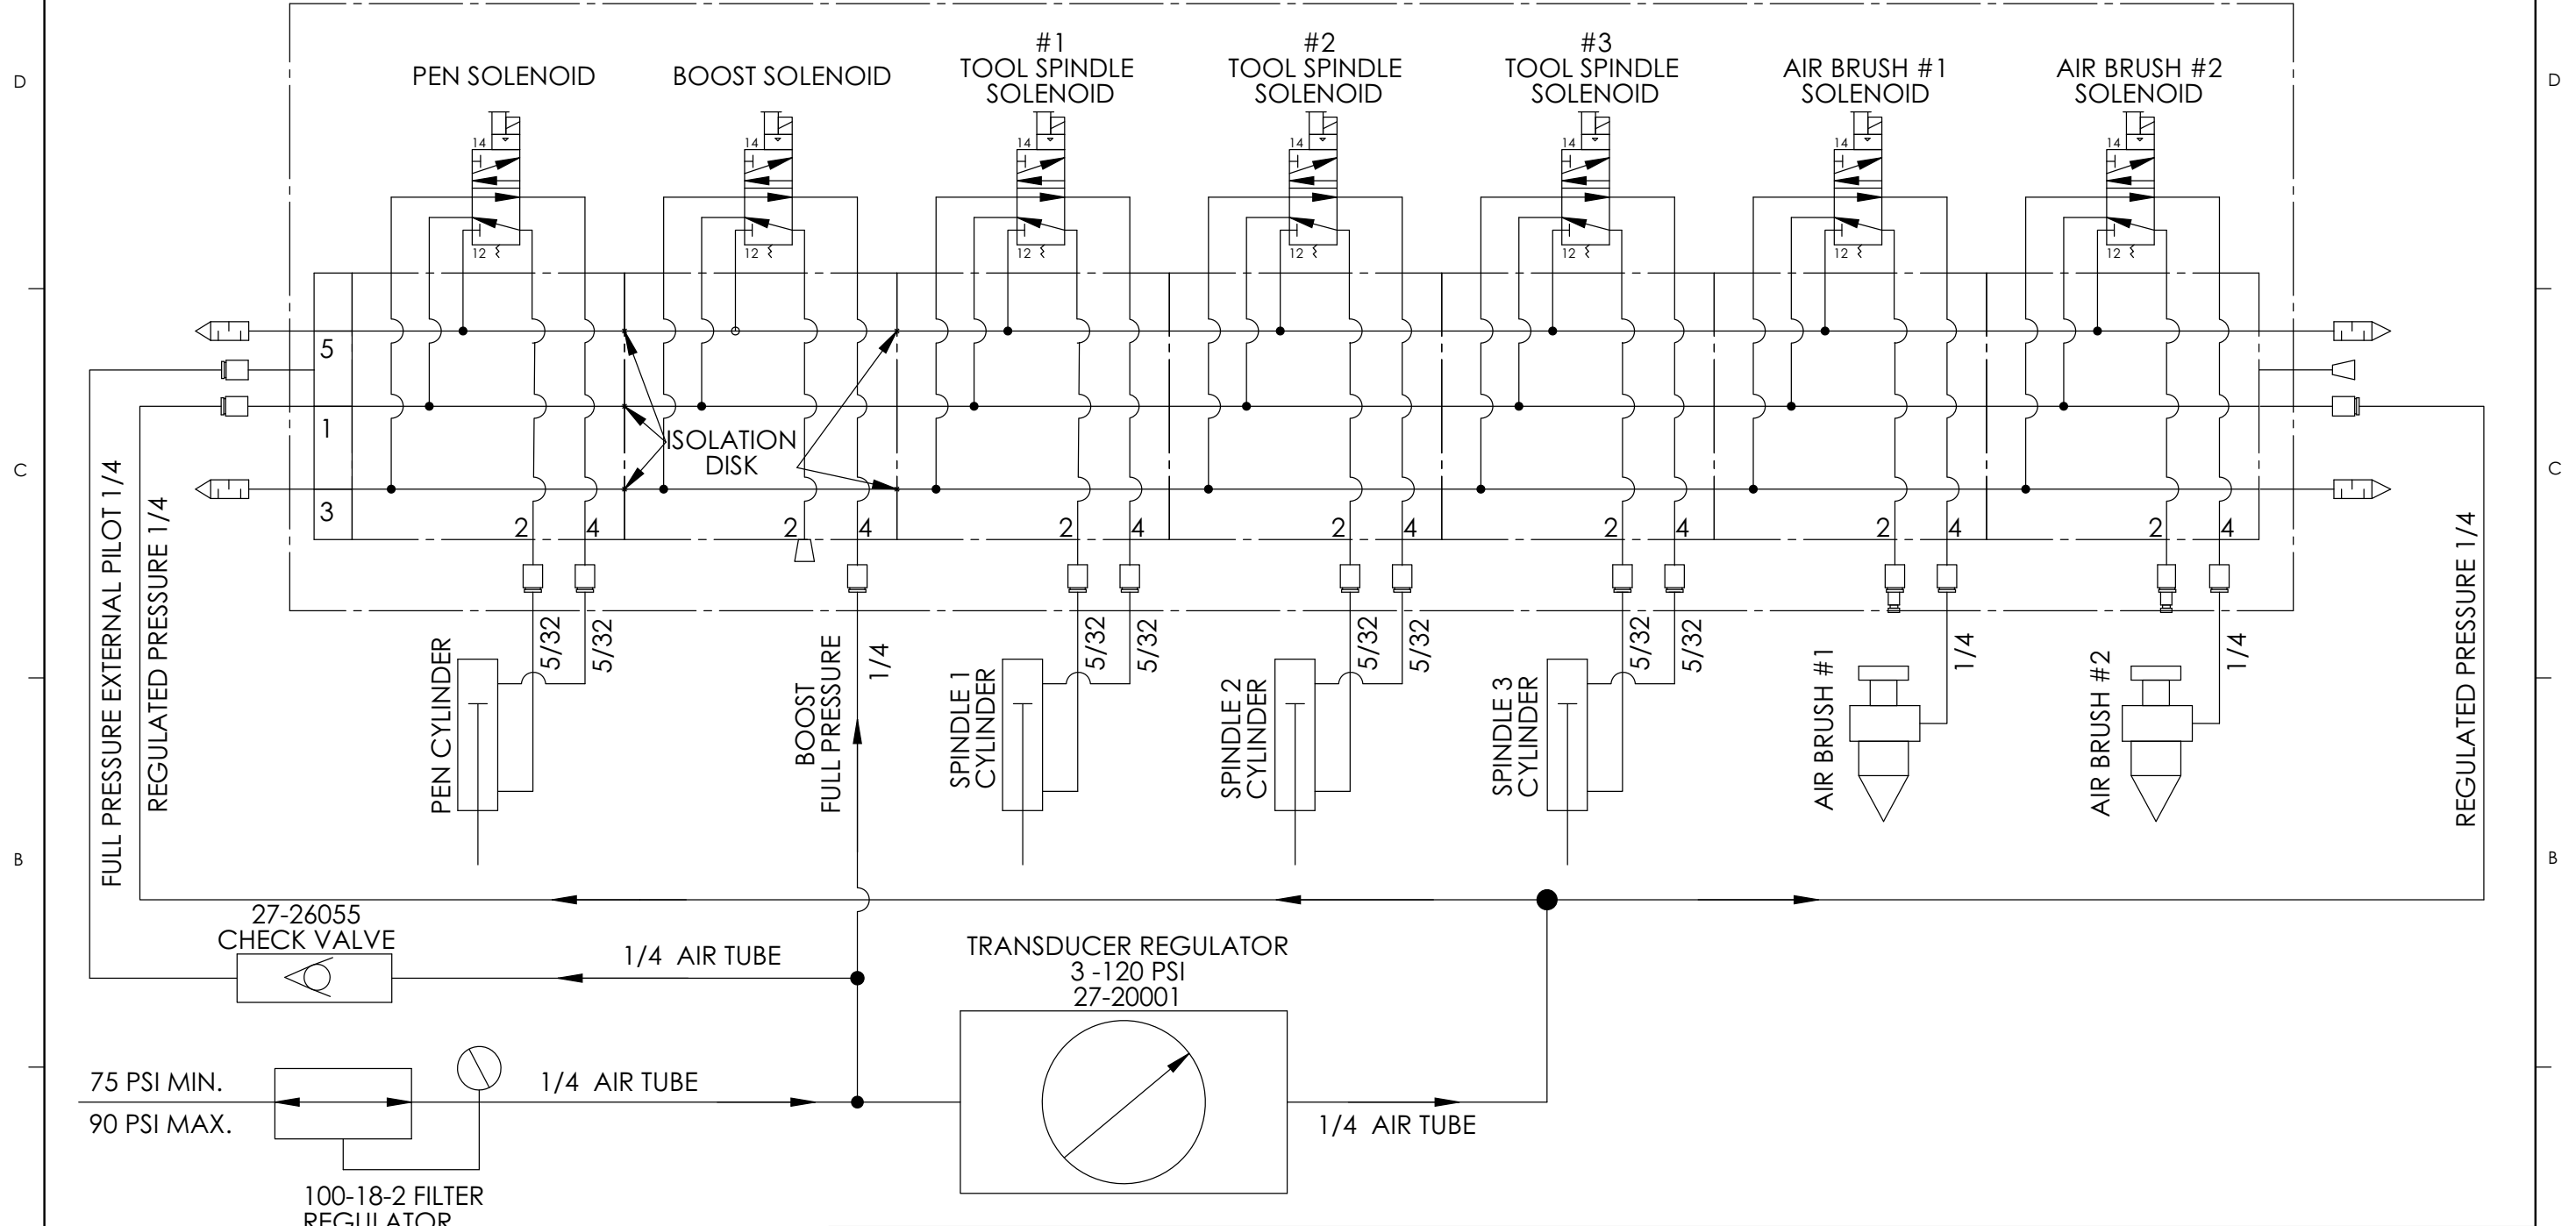 D
D
PEN SOLENOID
BOOST SOLENOID
#1
TOOL SPINDLE
SOLENOID
#2
TOOL SPINDLE
SOLENOID
#3
TOOL SPINDLE
SOLENOID
AIR BRUSH #1
SOLENOID
AIR BRUSH #2
SOLENOID
14
14
14
14
14
14
14
12
12
12
12
12
12
12
5
1
3
ISOLATION
DISK
C
C
2
4
2
4
2
4
2
4
2
4
2
4
2
4
FULL PRESSURE EXTERNAL PILOT 1/4
REGULATED PRESSURE 1/4
PEN CYLINDER
5/32
5/32
BOOST
FULL PRESSURE
1/4
SPINDLE 1
CYLINDER
5/32
5/32
SPINDLE 2
CYLINDER
5/32
5/32
SPINDLE 3
CYLINDER
5/32
5/32
AIR BRUSH #1
1/4
AIR BRUSH #2
1/4
REGULATED PRESSURE 1/4
B
B
27-26055
CHECK VALVE
1/4 AIR TUBE
TRANSDUCER REGULATOR
3 -120 PSI
27-20001
75 PSI MIN.
90 PSI MAX.
1/4 AIR TUBE
1/4 AIR TUBE
100-18-2 FILTER
REGULATOR